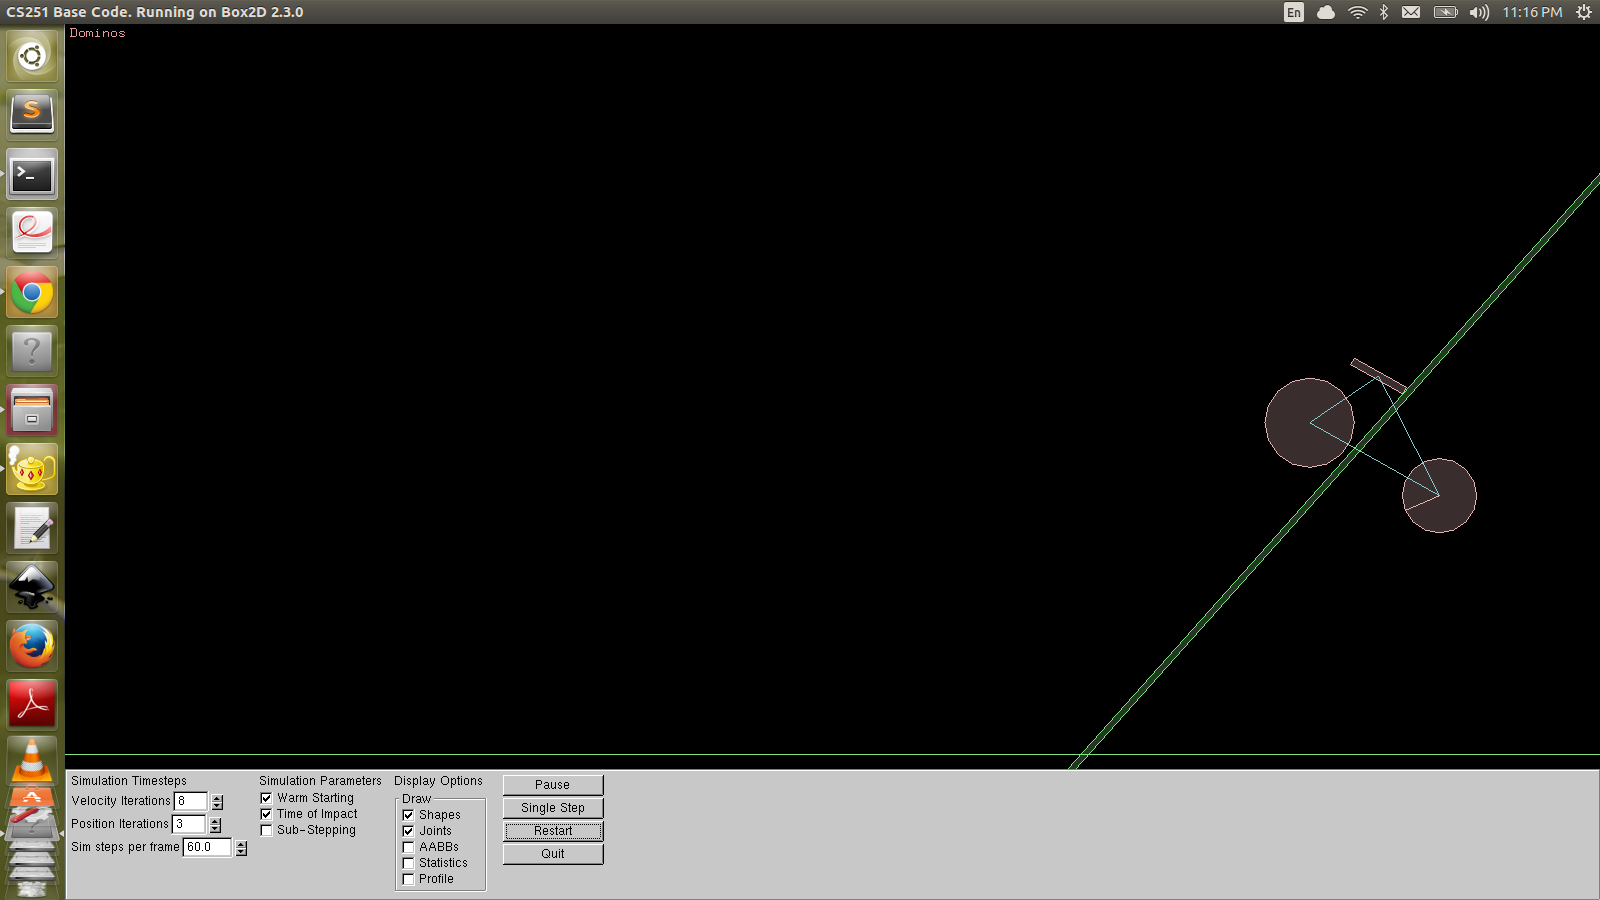 CS251 Base Code. Running on Box2D 2.3.0
En
11:16 PM
Dominos
Simulation Timesteps
Velocity Iterations 8
Position Iterations 3
Sim steps per frame 60.0
Simulation Parameters
Warm Starting
Time of Impact
Sub-Stepping
Display Options
Draw
Shapes
Joints
AABBs
Statistics
Profile
Pause
Single Step
Restart
Quit